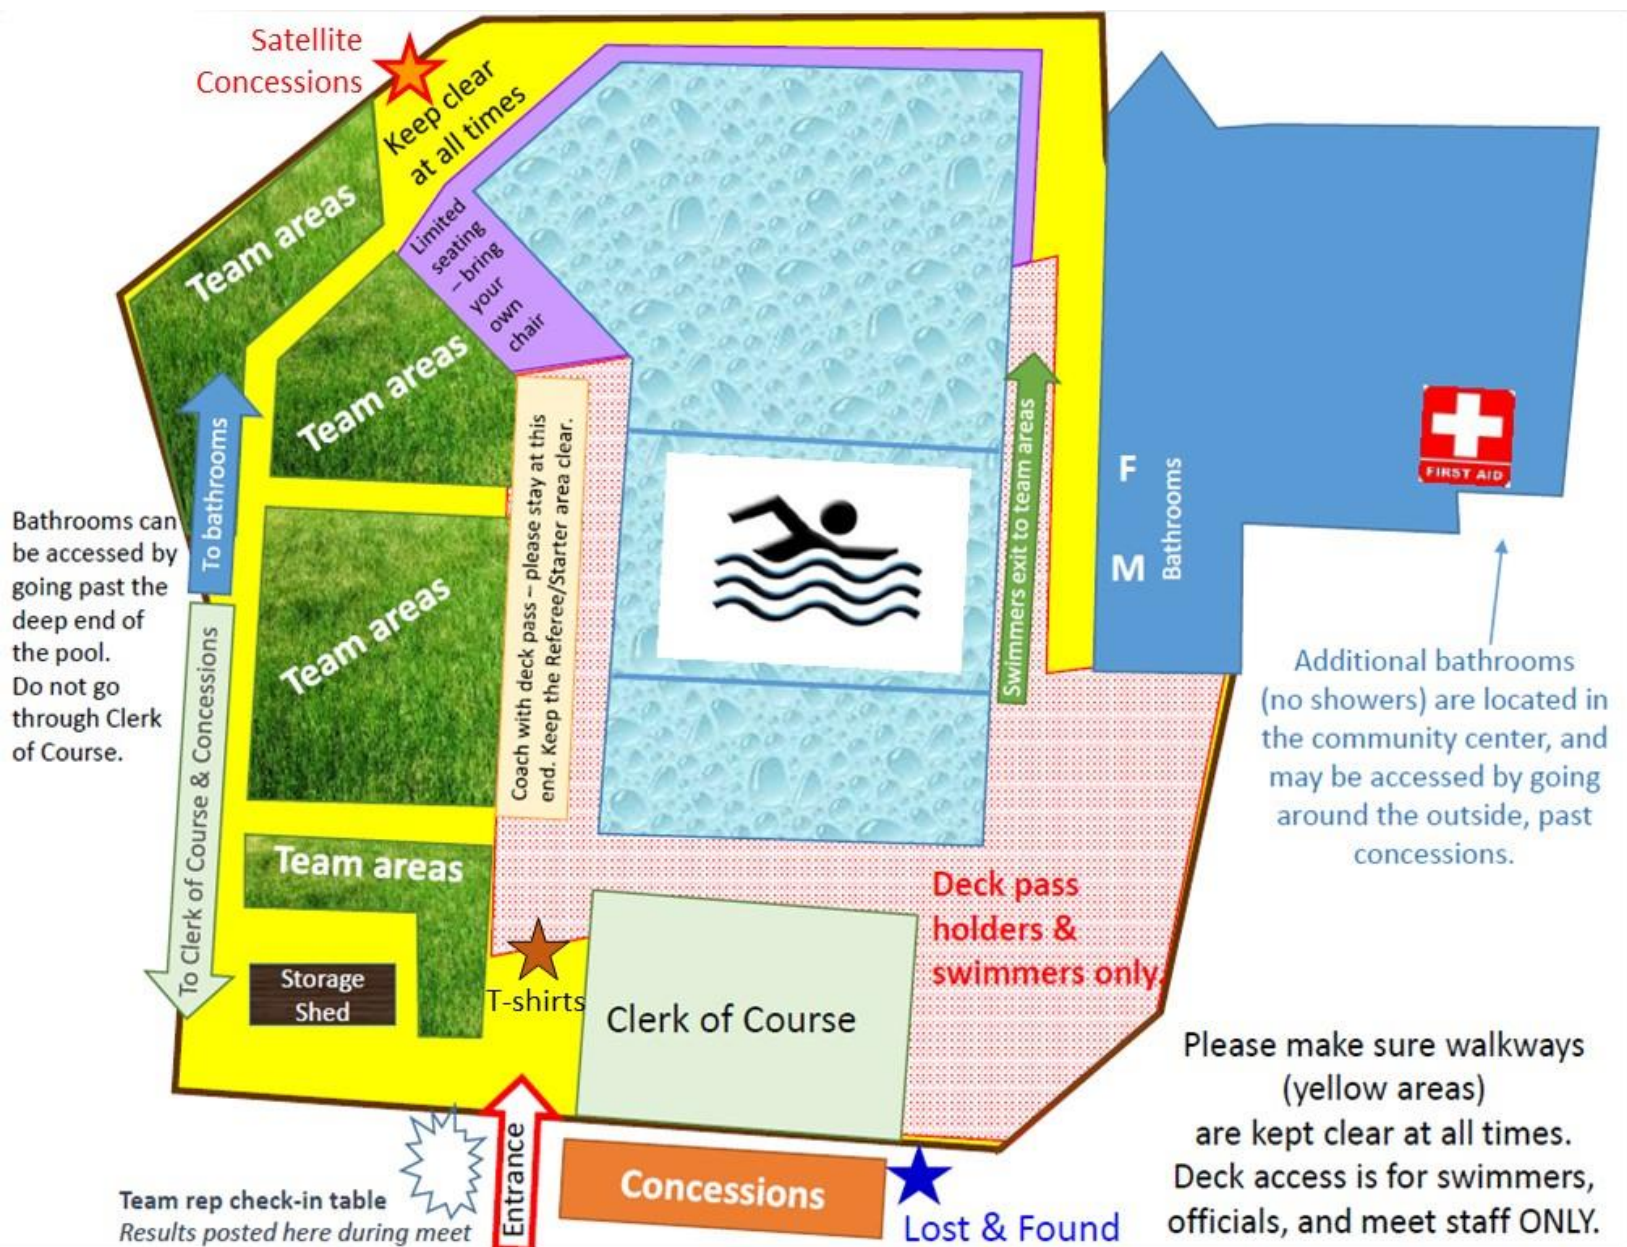 Satellite
Concessions
Keep clear
at all times
Team areas
Limited
seating
– bring
your
own
chair
Team areas
To bathrooms
Bathrooms can
be accessed by
going past the
deep end of
the pool.
Do not go
through Clerk
of Course.
To Clerk of Course & Concessions
Team areas
Coach with deck pass – please stay at this
end. Keep the Referee/Starter area clear.
Swimmers exit to team areas
F
M
Bathrooms
FIRST AID
Additional bathrooms
(no showers) are located in
the community center, and
may be accessed by going
around the outside, past
concessions.
Team areas
Storage
Shed
T-shirts
Clerk of Course
Deck pass
holders &
swimmers only.
Please make sure walkways
(yellow areas)
are kept clear at all times.
Deck access is for swimmers,
officials, and meet staff ONLY.
Team rep check-in table
Results posted here during meet
Entrance
Concessions
Lost & Found